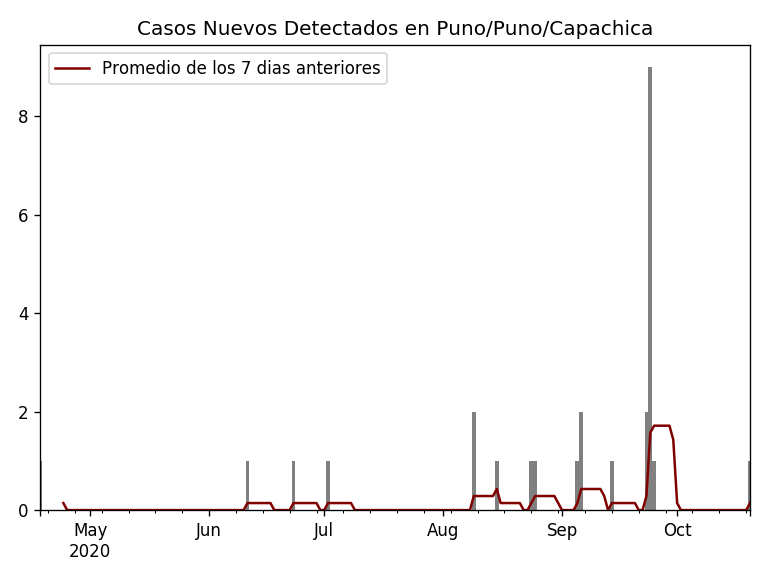 Casos Nuevos Detectados en Puno/Puno/Capachica
Promedio de los 7 dias anteriores
8
6
4
2
0
May Jun Jul Aug Sep Oct
2020